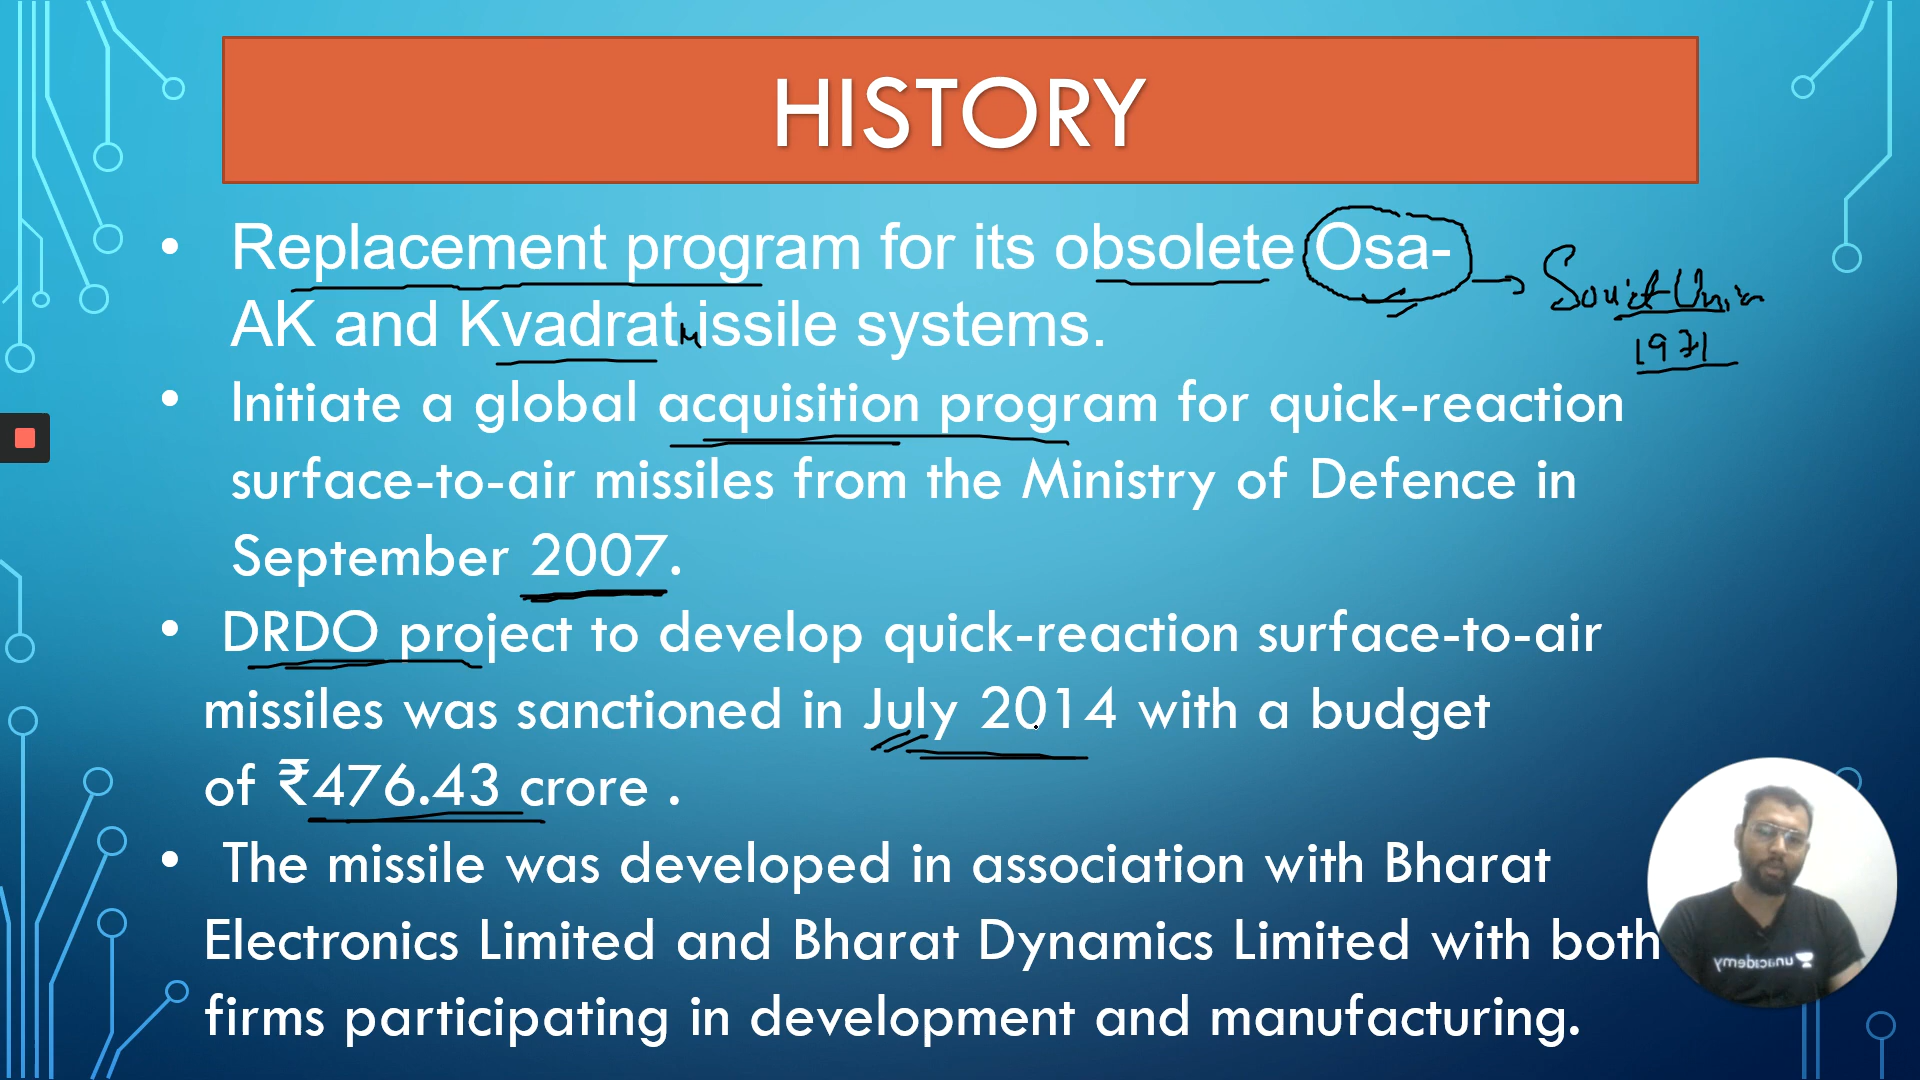 HISTORY
• Replacement program for its obsolete Osa-
AK and Kvadrat Missile systems.
Soviet Union
1971
• Initiate a global acquisition program for quick-reaction
surface-to-air missiles from the Ministry of Defence in
September 2007.
• DRDO project to develop quick-reaction surface-to-air
missiles was sanctioned in July 2014 with a budget
of ₹476.43 crore .
• The missile was developed in association with Bharat
Electronics Limited and Bharat Dynamics Limited with both
firms participating in development and manufacturing.
unacademy